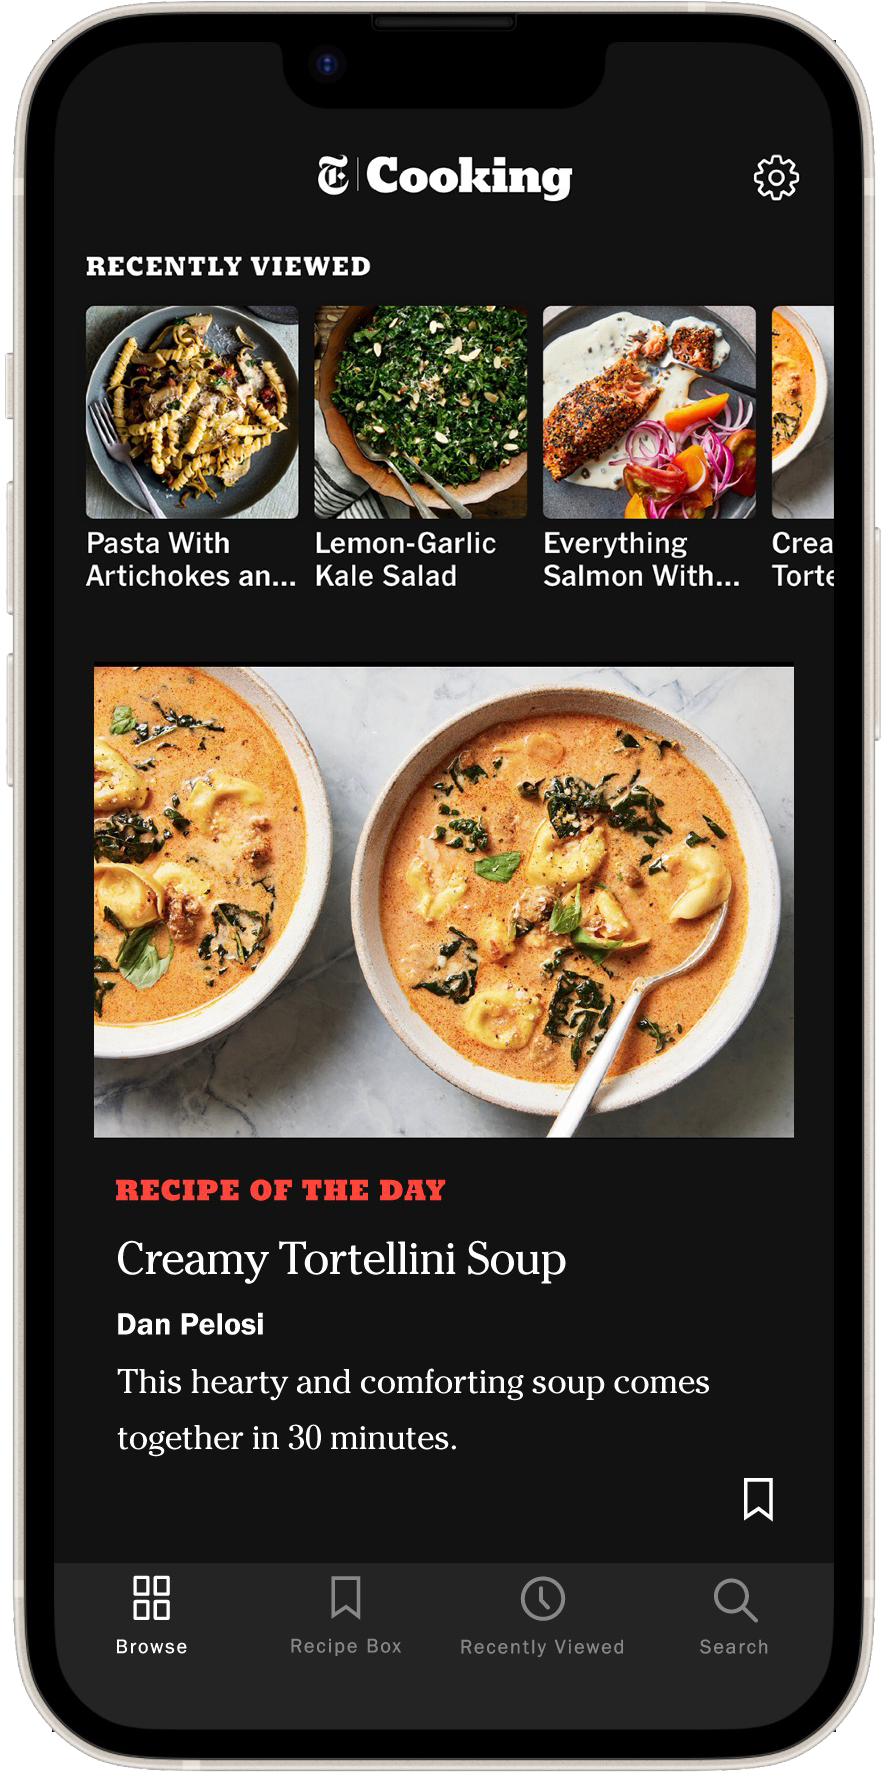 T Cooking
RECENTLY VIEWED
Pasta With
Artichokes an...
Lemon-Garlic
Kale Salad
Everything
Salmon With...
Crea
Torte
RECIPE OF THE DAY
Creamy Tortellini Soup
Dan Pelosi
This hearty and comforting soup comes
together in 30 minutes.
Browse
Recipe Box
Recently Viewed
Search